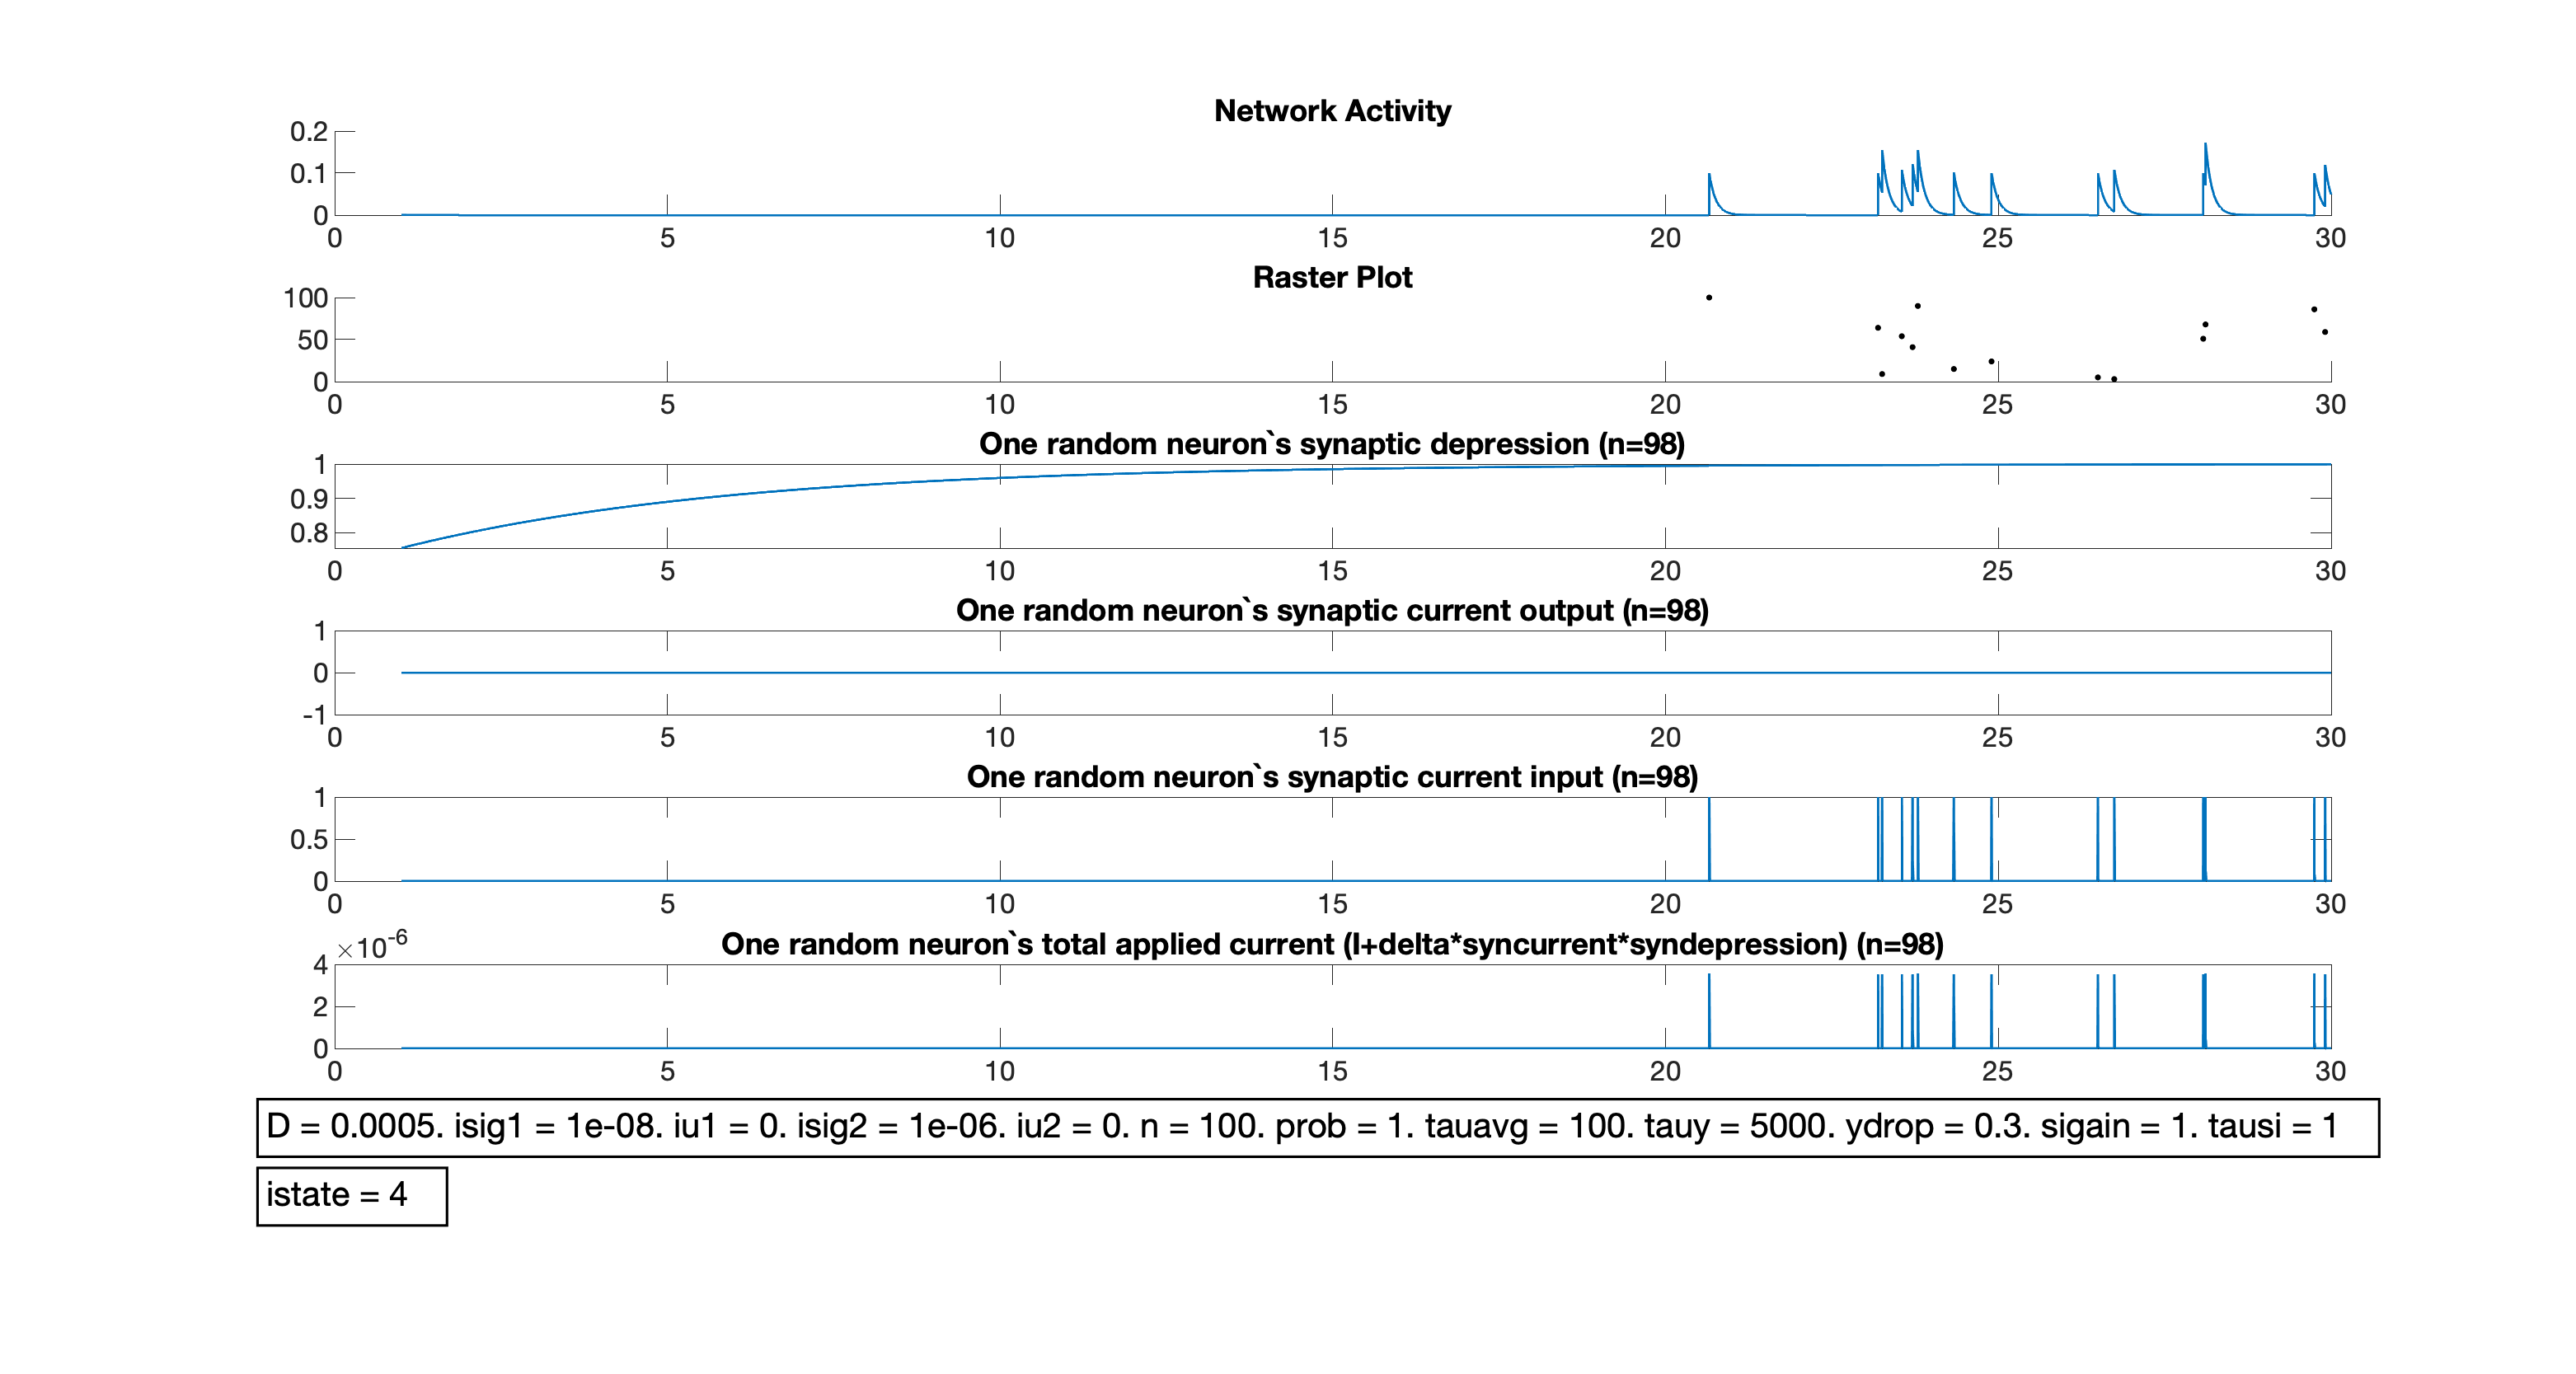 Network Activity
0.2
0.1
0
0 5 10 15 20 25 30
Raster Plot
100
50
0
0 5 10 15 20 25 30
One random neuron`s synaptic depression (n=98)
1
0.9
0.8
0 5 10 15 20 25 30
One random neuron`s synaptic current output (n=98)
1
0
-1
0 5 10 15 20 25 30
One random neuron`s synaptic current input (n=98)
1
0.5
0
0 5 10 15 20 25 30
×10⁻⁶ One random neuron`s total applied current (I+delta*syncurrent*syndepression) (n=98)
4
2
0
0 5 10 15 20 25 30
D = 0.0005. isig1 = 1e-08. iu1 = 0. isig2 = 1e-06. iu2 = 0. n = 100. prob = 1. tauavg = 100. tauy = 5000. ydrop = 0.3. sigain = 1. tausi = 1
istate = 4